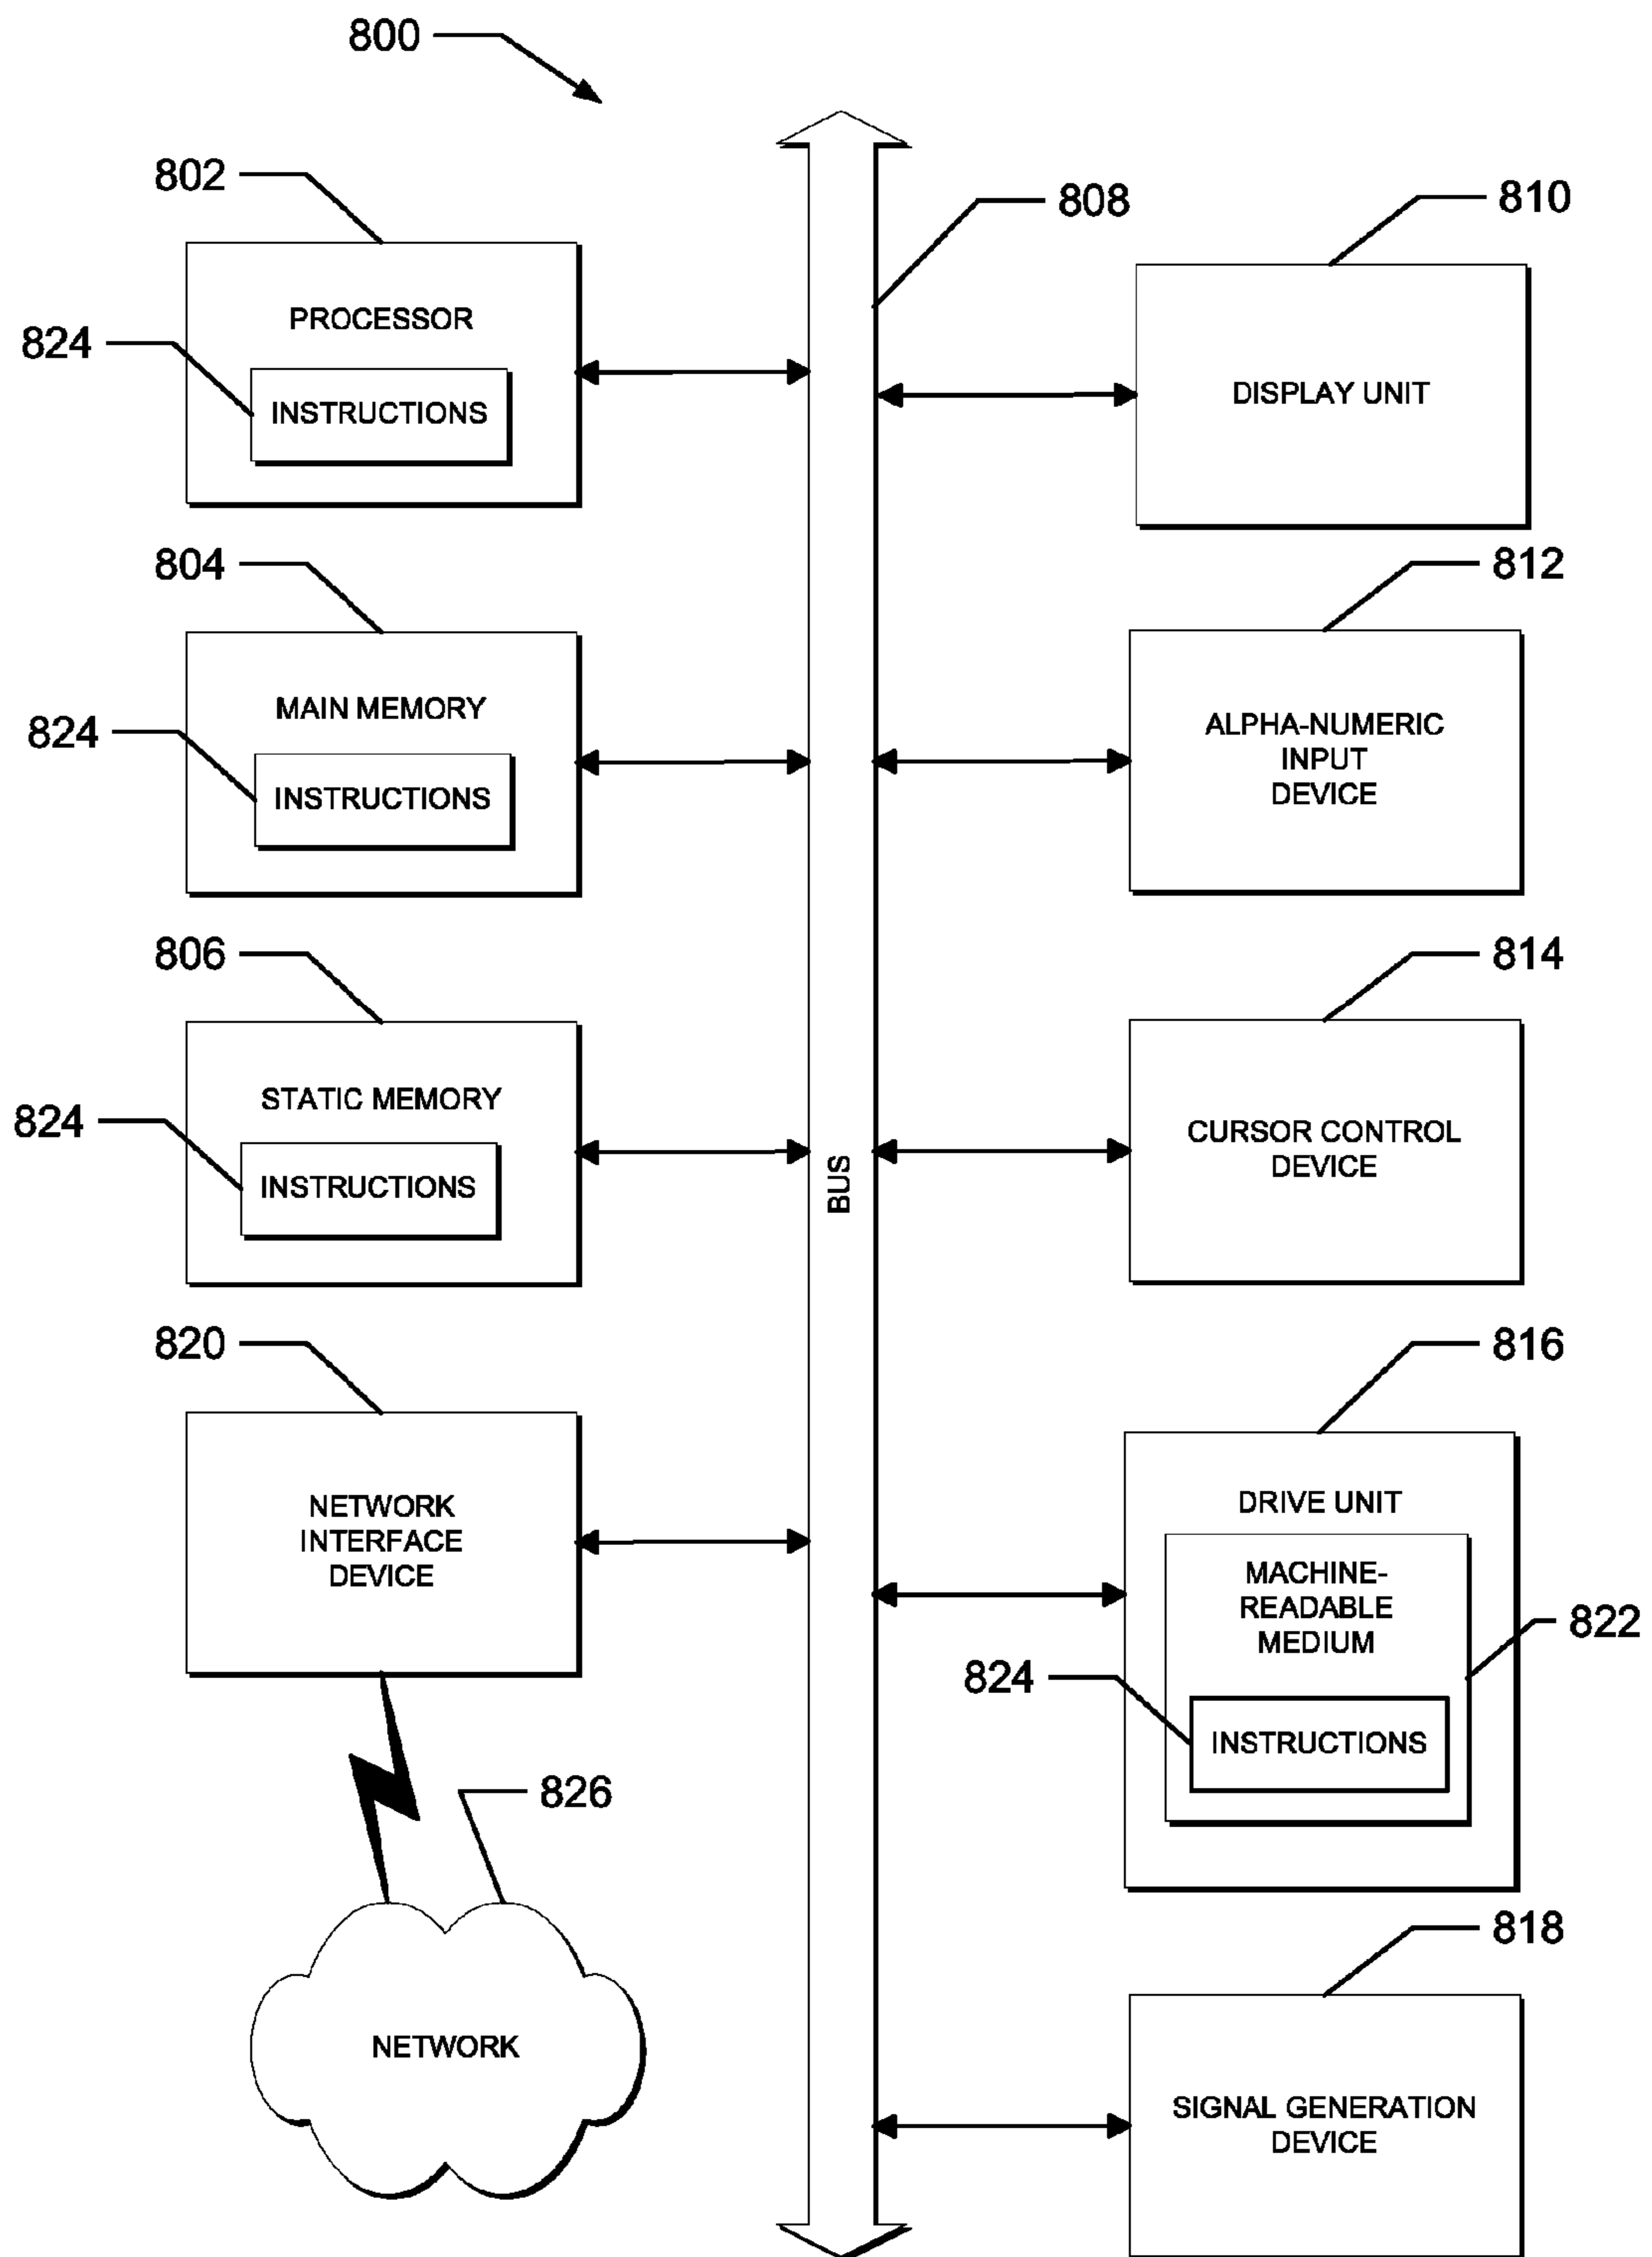 800
802
808
810
PROCESSOR
824
INSTRUCTIONS
DISPLAY UNIT
804
812
MAIN MEMORY
824
INSTRUCTIONS
ALPHA-NUMERIC
INPUT
DEVICE
806
814
STATIC MEMORY
824
INSTRUCTIONS
BUS
CURSOR CONTROL
DEVICE
820
816
NETWORK
INTERFACE
DEVICE
DRIVE UNIT
MACHINE-
READABLE
MEDIUM
822
824
INSTRUCTIONS
826
818
NETWORK
SIGNAL GENERATION
DEVICE